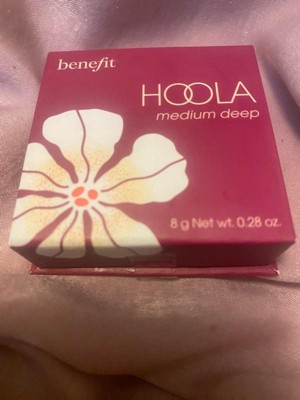 benefit
HOOLA
medium deep
8 g Net wt. 0.28 oz.